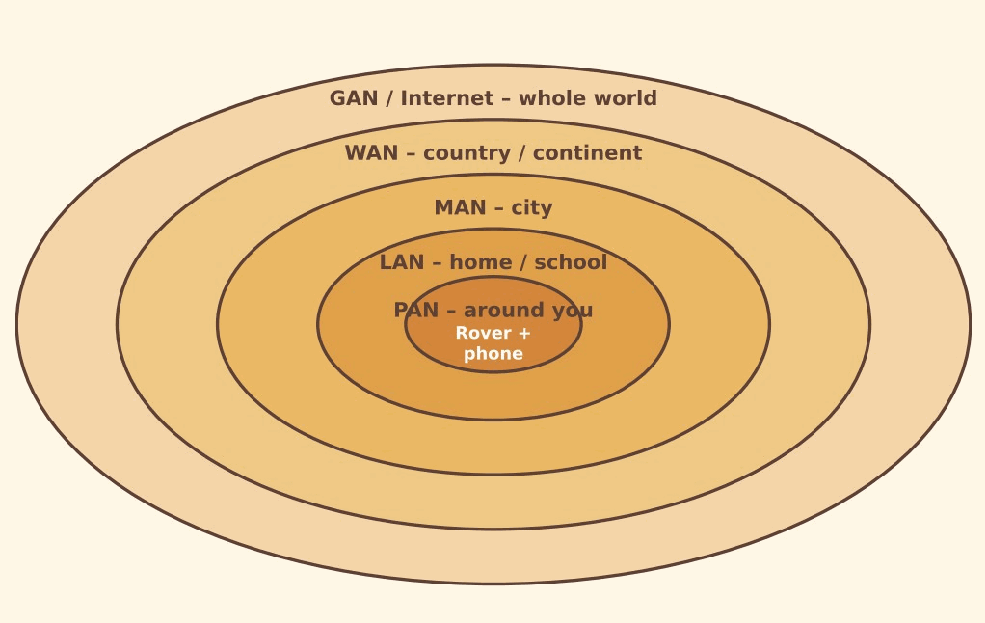 GAN / Internet – whole world
WAN – country / continent
MAN – city
LAN – home / school
PAN – around you
Rover +
phone